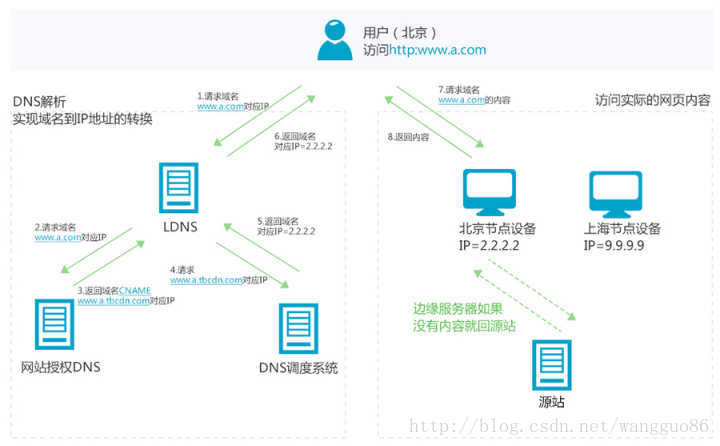 用户（北京）
访问http:www.a.com
DNS解析
实现域名到IP地址的转换
1.请求域名
www.a.com对应IP
6.返回域名
对应IP=2.2.2.2
LDNS
2.请求域名
www.a.com对应IP
5.返回域名
对应IP=2.2.2.2
4.请求
www.a.tbcdn.com对应IP
3.返回域名CNAME
www.a.tbcdn.com对应IP
网站授权DNS
DNS调度系统
7.请求域名
www.a.com的内容
8.返回内容
访问实际的网页内容
北京节点设备
IP=2.2.2.2
上海节点设备
IP=9.9.9.9
边缘服务器如果
没有内容就回源站
源站
http://blog.csdn.net/wangguo86